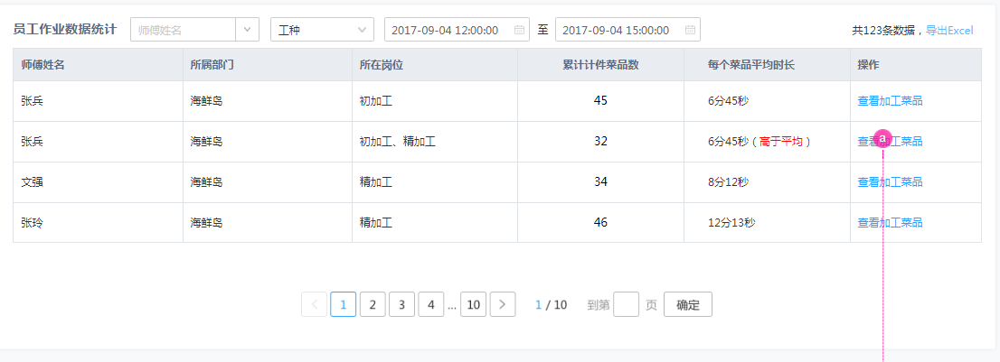 员工作业数据统计 师傅姓名 工种 2017-09-04 12:00:00 至 2017-09-04 15:00:00 共123条数据，导出Excel
师傅姓名 所属部门 所在岗位 累计计件菜品数 每个菜品平均时长 操作
张兵 海鲜岛 初加工 45 6分45秒 查看加工菜品
张兵 海鲜岛 初加工、精加工 32 6分45秒（高于平均） 查看加工菜品
a
文强 海鲜岛 精加工 34 8分12秒 查看加工菜品
张玲 海鲜岛 精加工 46 12分13秒 查看加工菜品
< 1 2 3 4 ... 10 > 1 / 10 到第 页 确定